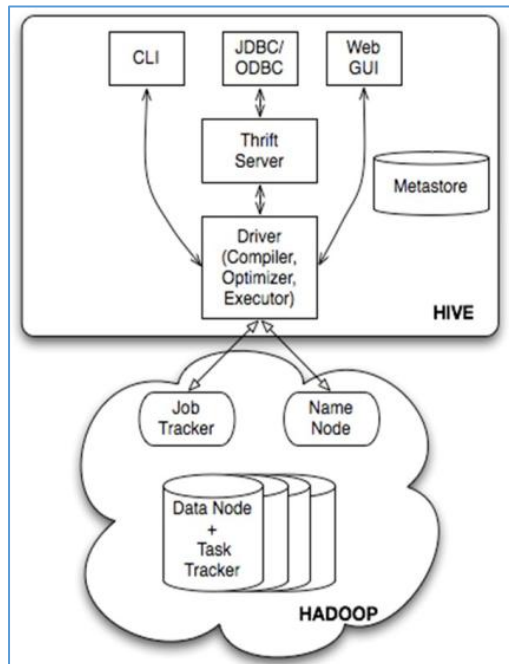 CLI
JDBC/
ODBC
Web
GUI
Thrift
Server
Metastore
Driver
(Compiler,
Optimizer,
Executor)
HIVE
Job
Tracker
Name
Node
Data Node
+
Task
Tracker
HADOOP